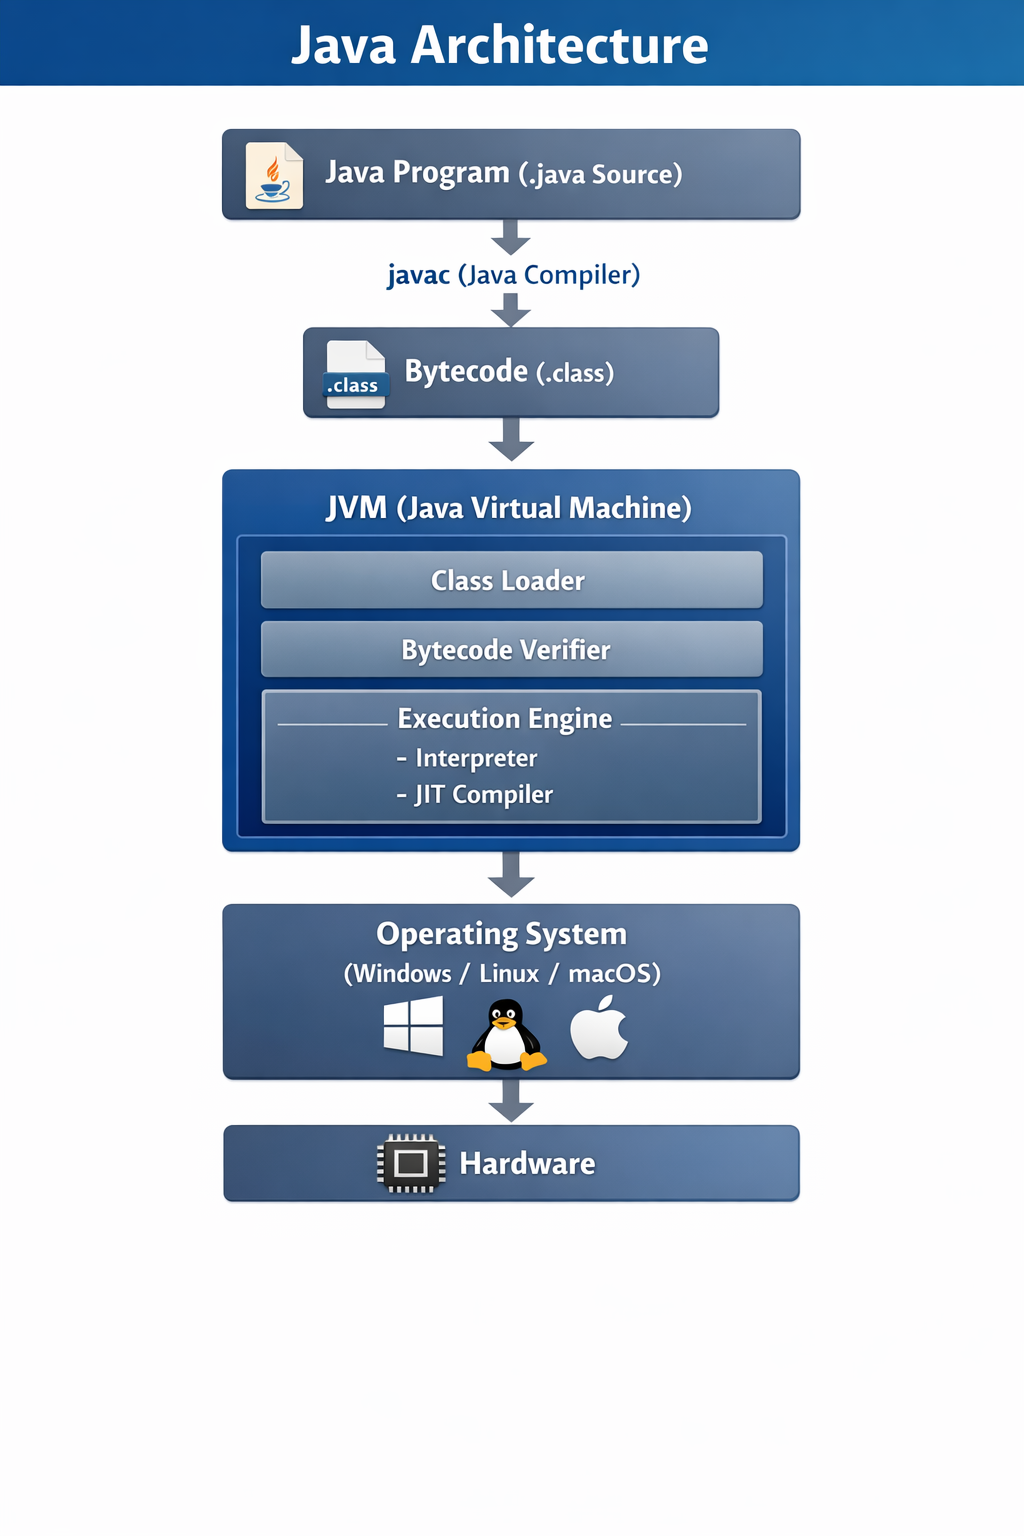 Java Architecture
Java Program (.java Source)
javac (Java Compiler)
.class
Bytecode (.class)
JVM (Java Virtual Machine)
Class Loader
Bytecode Verifier
Execution Engine
- Interpreter
- JIT Compiler
Operating System
(Windows / Linux / macOS)
Hardware